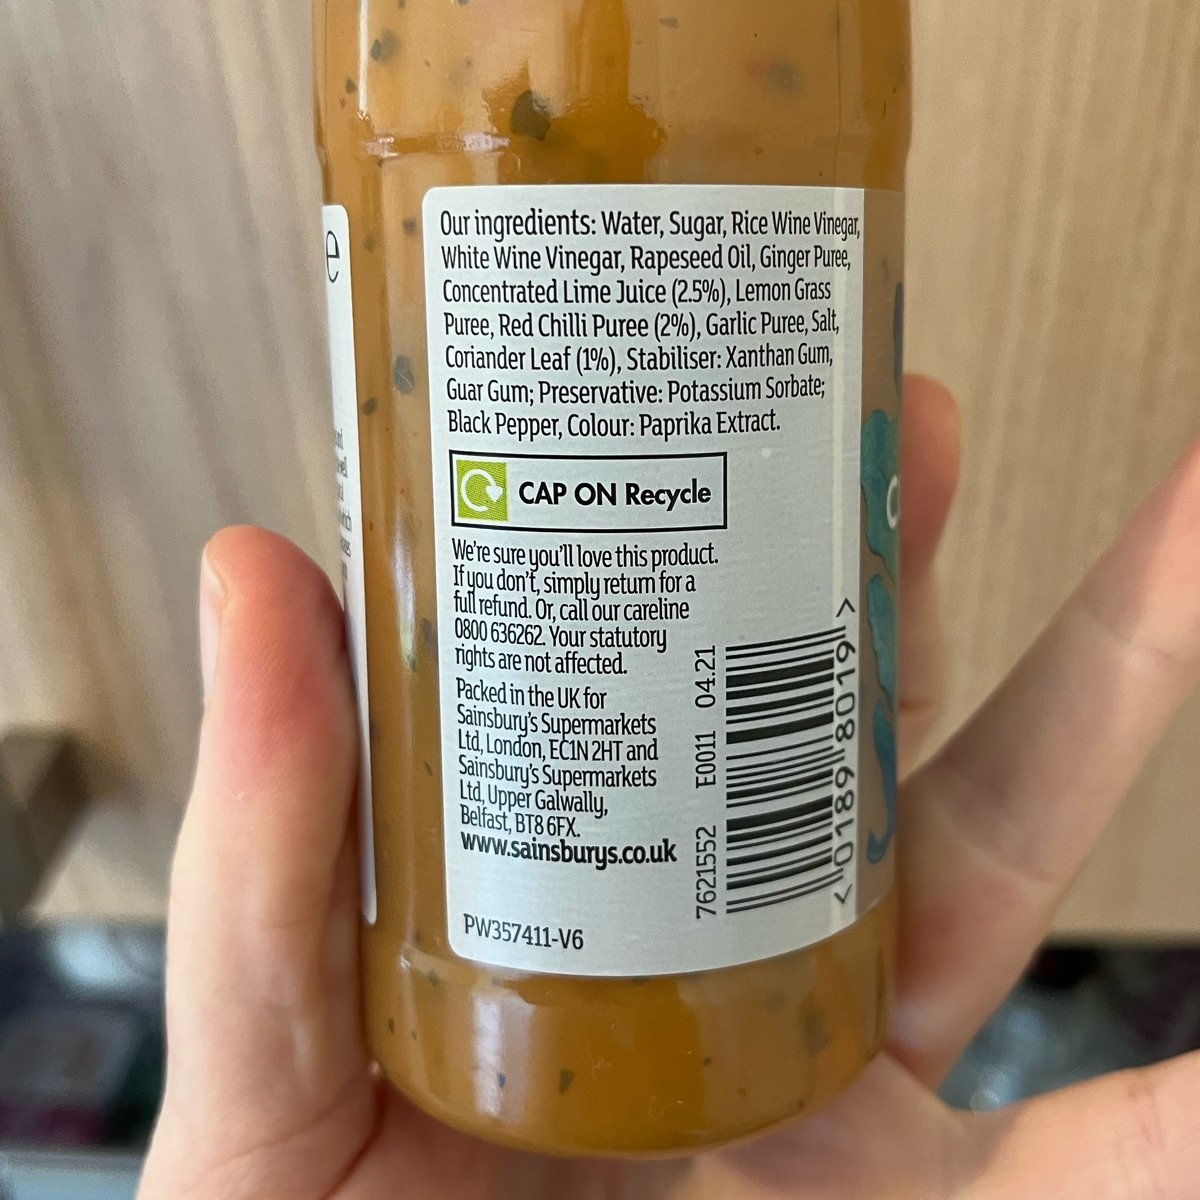 Our ingredients: Water, Sugar, Rice Wine Vinegar,
White Wine Vinegar, Rapeseed Oil, Ginger Puree,
Concentrated Lime Juice (2.5%), Lemon Grass
Puree, Red Chilli Puree (2%), Garlic Puree, Salt,
Coriander Leaf (1%), Stabiliser: Xanthan Gum,
Guar Gum; Preservative: Potassium Sorbate;
Black Pepper, Colour: Paprika Extract.
CAP ON Recycle
We're sure you'll love this product.
If you don't, simply return for a
full refund. Or, call our careline
0800 636262. Your statutory
rights are not affected.
Packed in the UK for
Sainsbury's Supermarkets
Ltd, London, EC1N 2HT and
Sainsbury's Supermarkets
Ltd, Upper Galwally,
Belfast, BT8 6FX.
www.sainsburys.co.uk
PW357411-V6
7621552 E0011 04.21
<0189 8019>